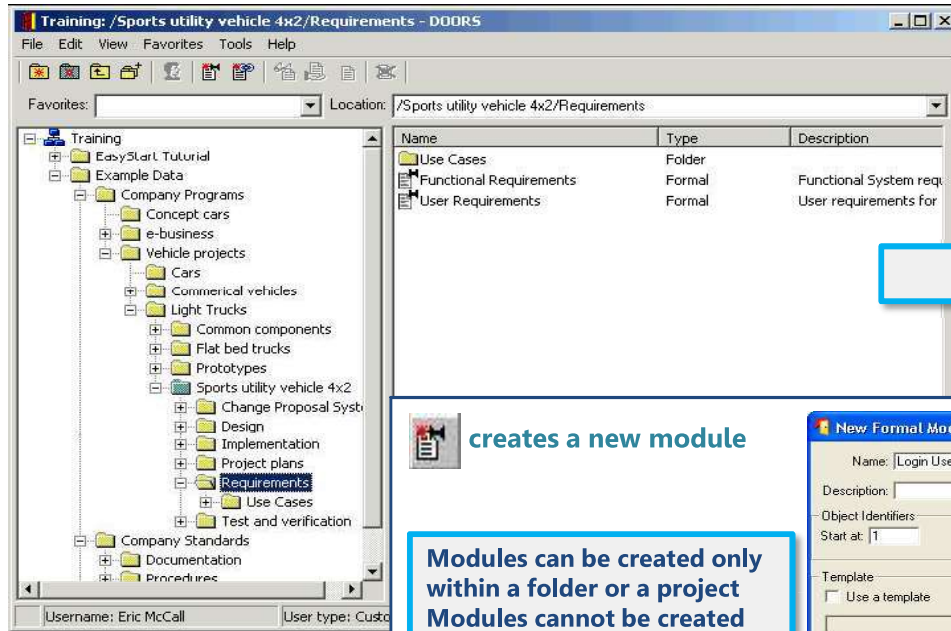 Training: /Sports utility vehicle 4x2/Requirements - DOORS
File Edit View Favorites Tools Help
Favorites: Location: /Sports utility vehicle 4x2/Requirements
Training
EasyStart Tutorial
Example Data
Company Programs
Concept cars
e-business
Vehicle projects
Cars
Commerical vehicles
Light Trucks
Common components
Flat bed trucks
Prototypes
Sports utility vehicle 4x2
Change Proposal Syst
Design
Implementation
Project plans
Requirements
Use Cases
Test and verification
Company Standards
Documentation
Procedures
Name Type Description
Use Cases Folder
Functional Requirements Formal Functional System requ
User Requirements Formal User requirements for
Username: Eric McCall User type: Custo
creates a new module
Modules can be created only
within a folder or a project
Modules cannot be created
New Formal Mod
Name: Login Use
Description:
Object Identifiers
Start at: 1
Template
Use a template